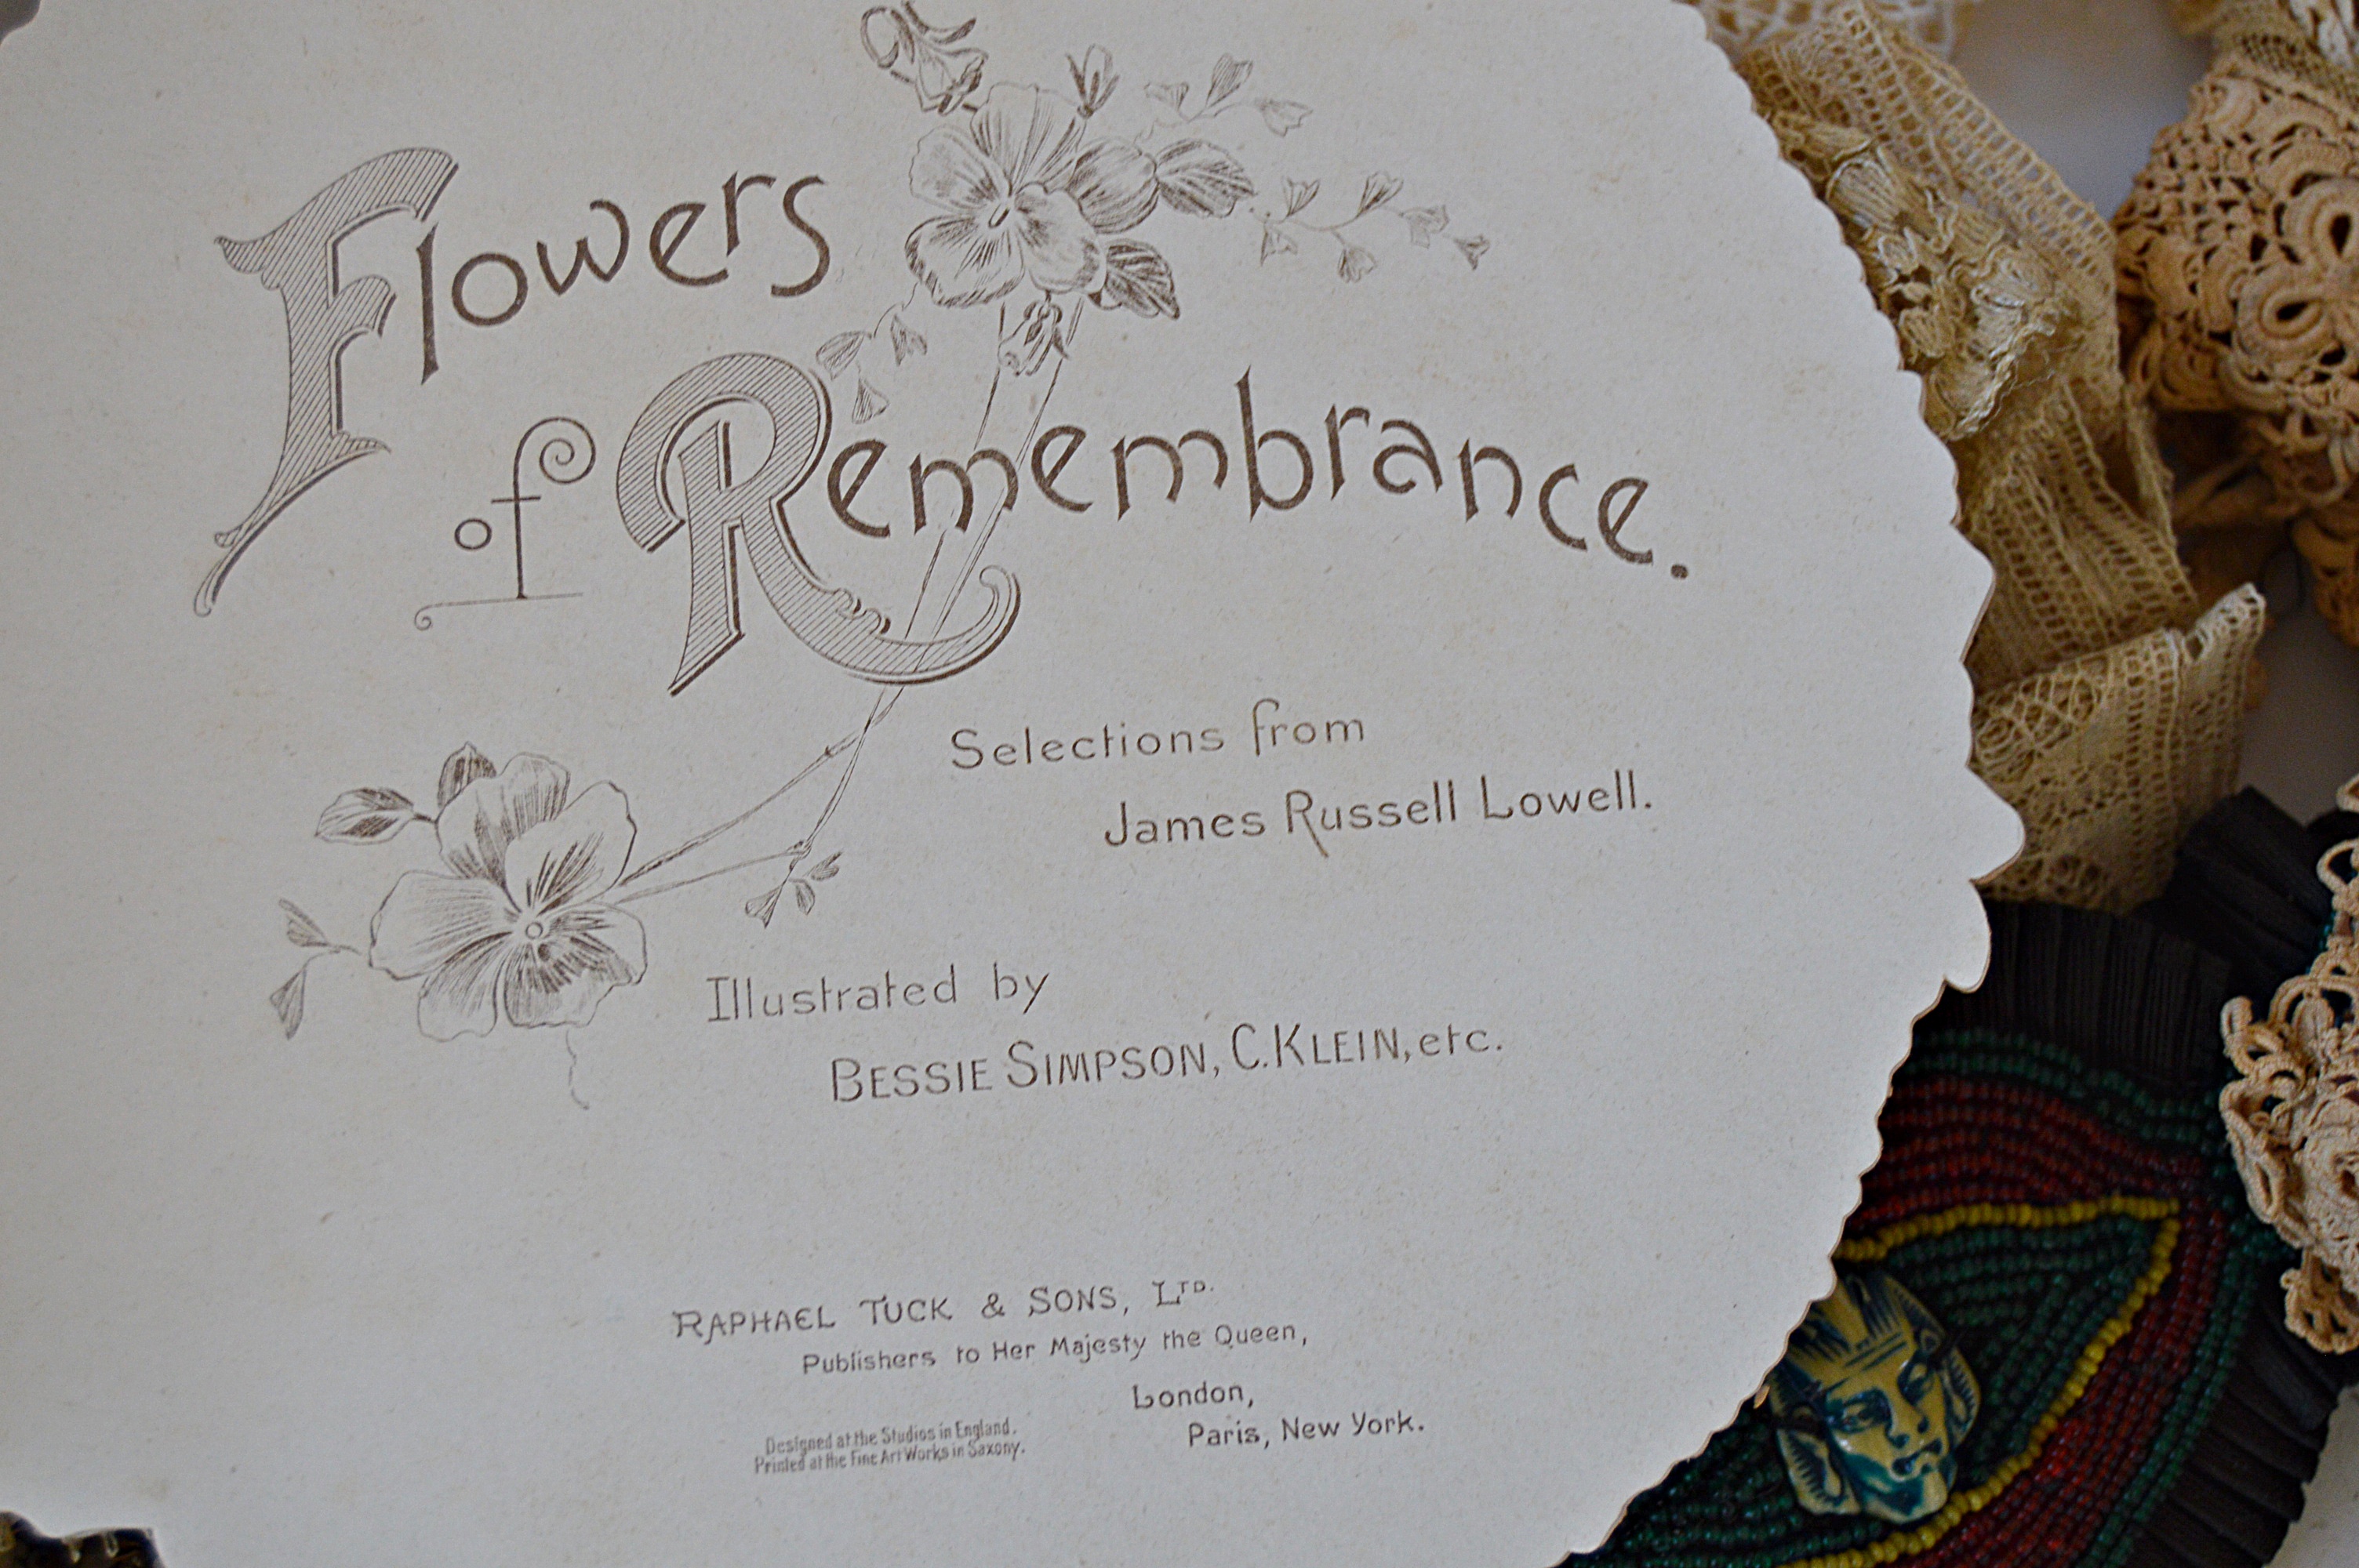 Flowers
of Remembrance.
Selections from
James Russell Lowell.
Illustrated by
BESSIE SIMPSON, C. KLEIN, etc.
RAPHAEL TUCK & SONS, LTD.
Publishers to Her Majesty the Queen,
London,
Paris, New York.
Designed at the Studios in England.
Printed at the Fine Art Works in Saxony.